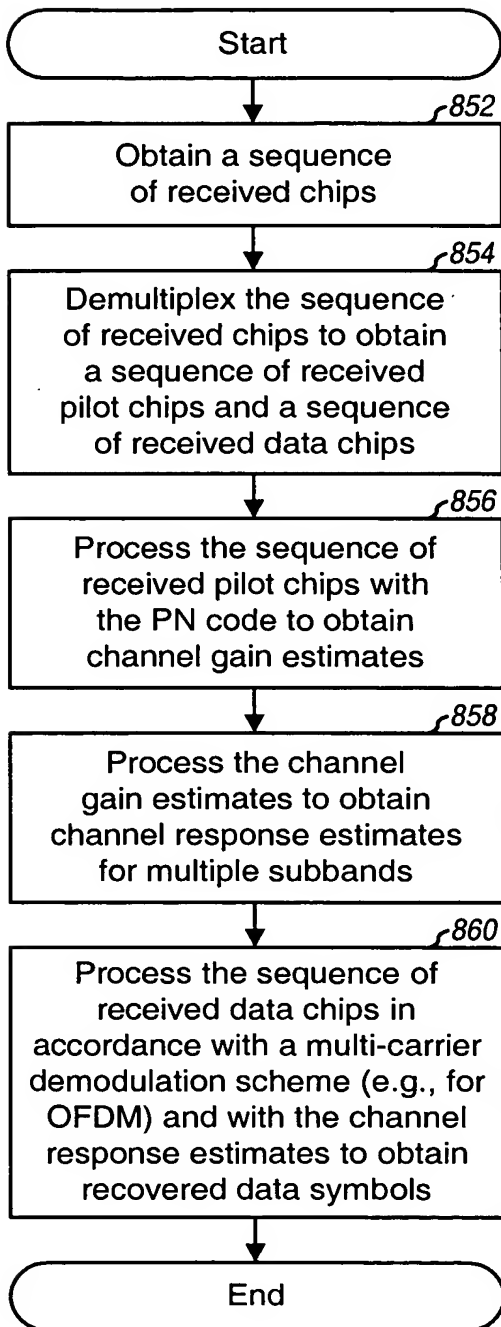 Start
852
Obtain a sequence
of received chips
854
Demultiplex the sequence
of received chips to obtain
a sequence of received
pilot chips and a sequence
of received data chips
856
Process the sequence of
received pilot chips with
the PN code to obtain
channel gain estimates
858
Process the channel
gain estimates to obtain
channel response estimates
for multiple subbands
860
Process the sequence of
received data chips in
accordance with a multi-carrier
demodulation scheme (e.g., for
OFDM) and with the channel
response estimates to obtain
recovered data symbols
End